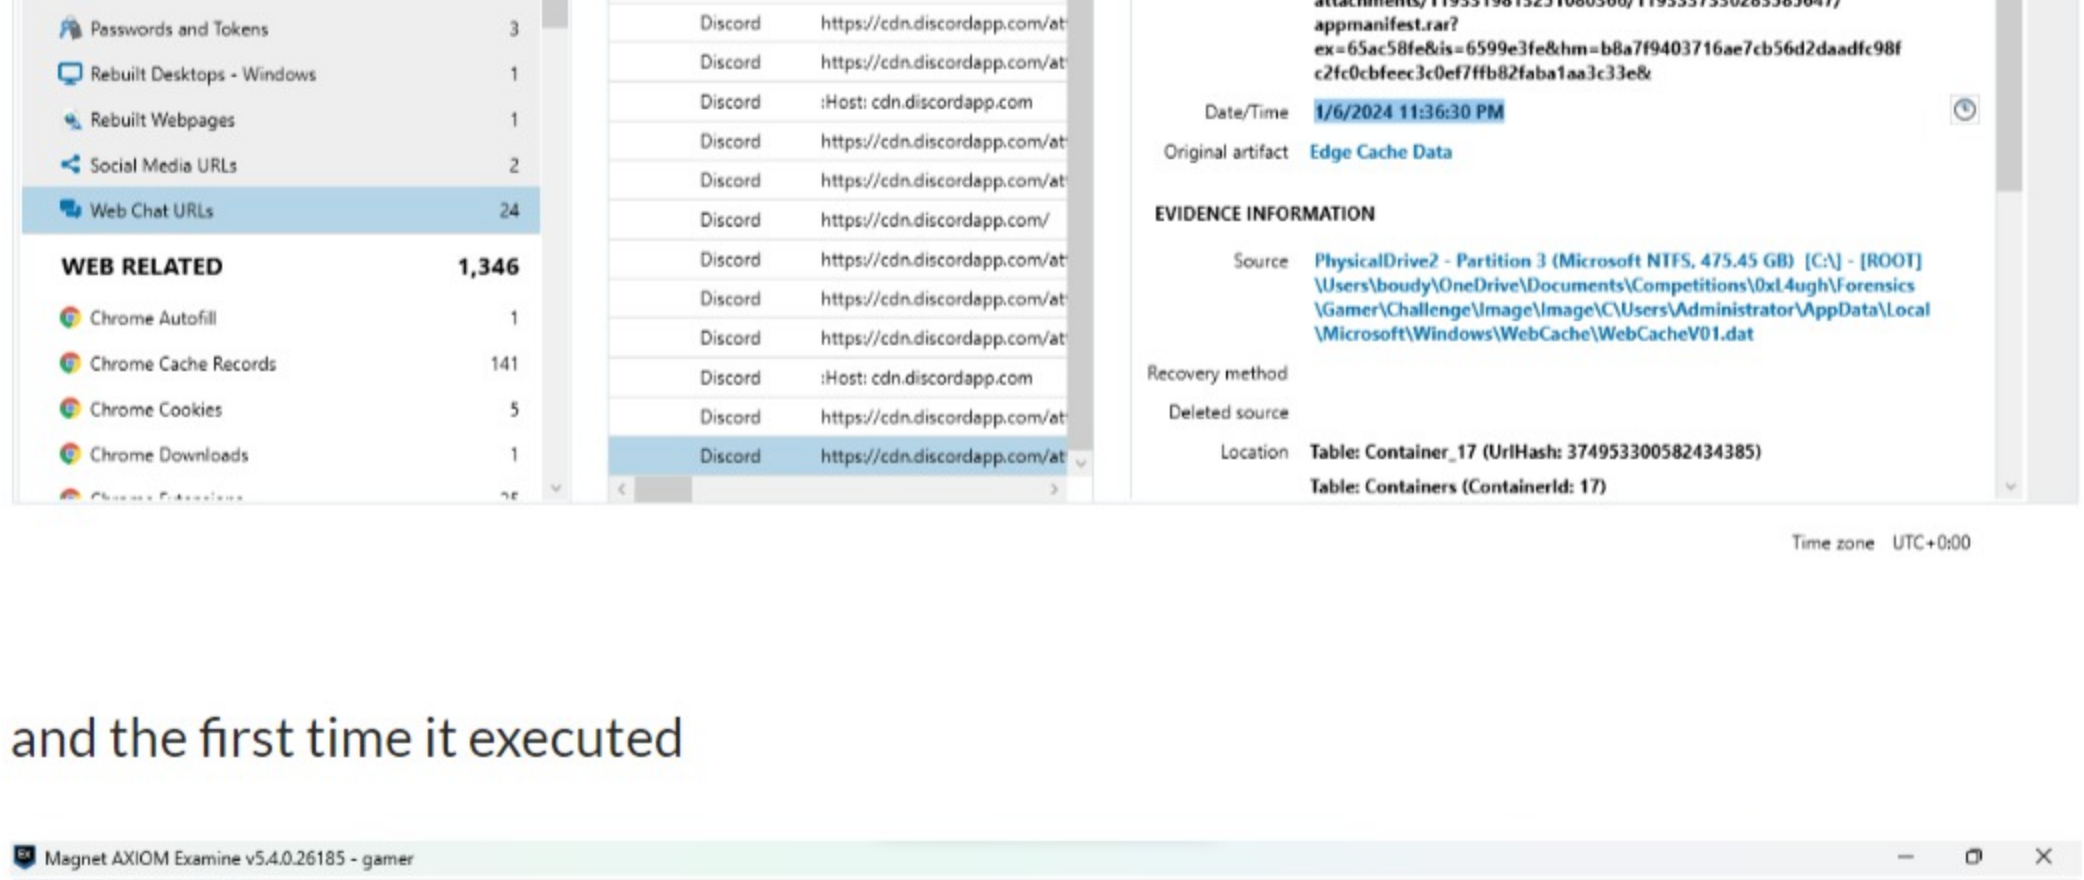 Passwords and Tokens 3
Rebuilt Desktops - Windows 1
Rebuilt Webpages 1
Social Media URLs 2
Web Chat URLs 24
WEB RELATED 1,346
Chrome Autofill 1
Chrome Cache Records 141
Chrome Cookies 5
Chrome Downloads 1
Discord https://cdn.discordapp.com/at
Discord https://cdn.discordapp.com/at
Discord :Host: cdn.discordapp.com
Discord https://cdn.discordapp.com/at
Discord https://cdn.discordapp.com/at
Discord https://cdn.discordapp.com/
Discord https://cdn.discordapp.com/at
Discord https://cdn.discordapp.com/at
Discord https://cdn.discordapp.com/at
Discord :Host: cdn.discordapp.com
Discord https://cdn.discordapp.com/at
Discord https://cdn.discordapp.com/at
appmanifest.rar?
ex=65ac58fe&is=6599e3fe&hm=b8a7f9403716ae7cb56d2daadfc98f
c2fc0cbfeec3c0ef7ffb82faba1aa3c33e&
Date/Time 1/6/2024 11:36:30 PM
Original artifact Edge Cache Data
EVIDENCE INFORMATION
Source PhysicalDrive2 - Partition 3 (Microsoft NTFS, 475.45 GB) [C:\] - [ROOT]
\Users\boudy\OneDrive\Documents\Competitions\0xL4ugh\Forensics
\Gamer\Challenge\Image\Image\C\Users\Administrator\AppData\Local
\Microsoft\Windows\WebCache\WebCacheV01.dat
Recovery method
Deleted source
Location Table: Container_17 (UrlHash: 374953300582434385)
Table: Containers (ContainerId: 17)
Time zone UTC+0:00
and the first time it executed
Magnet AXIOM Examine v5.4.0.26185 - gamer